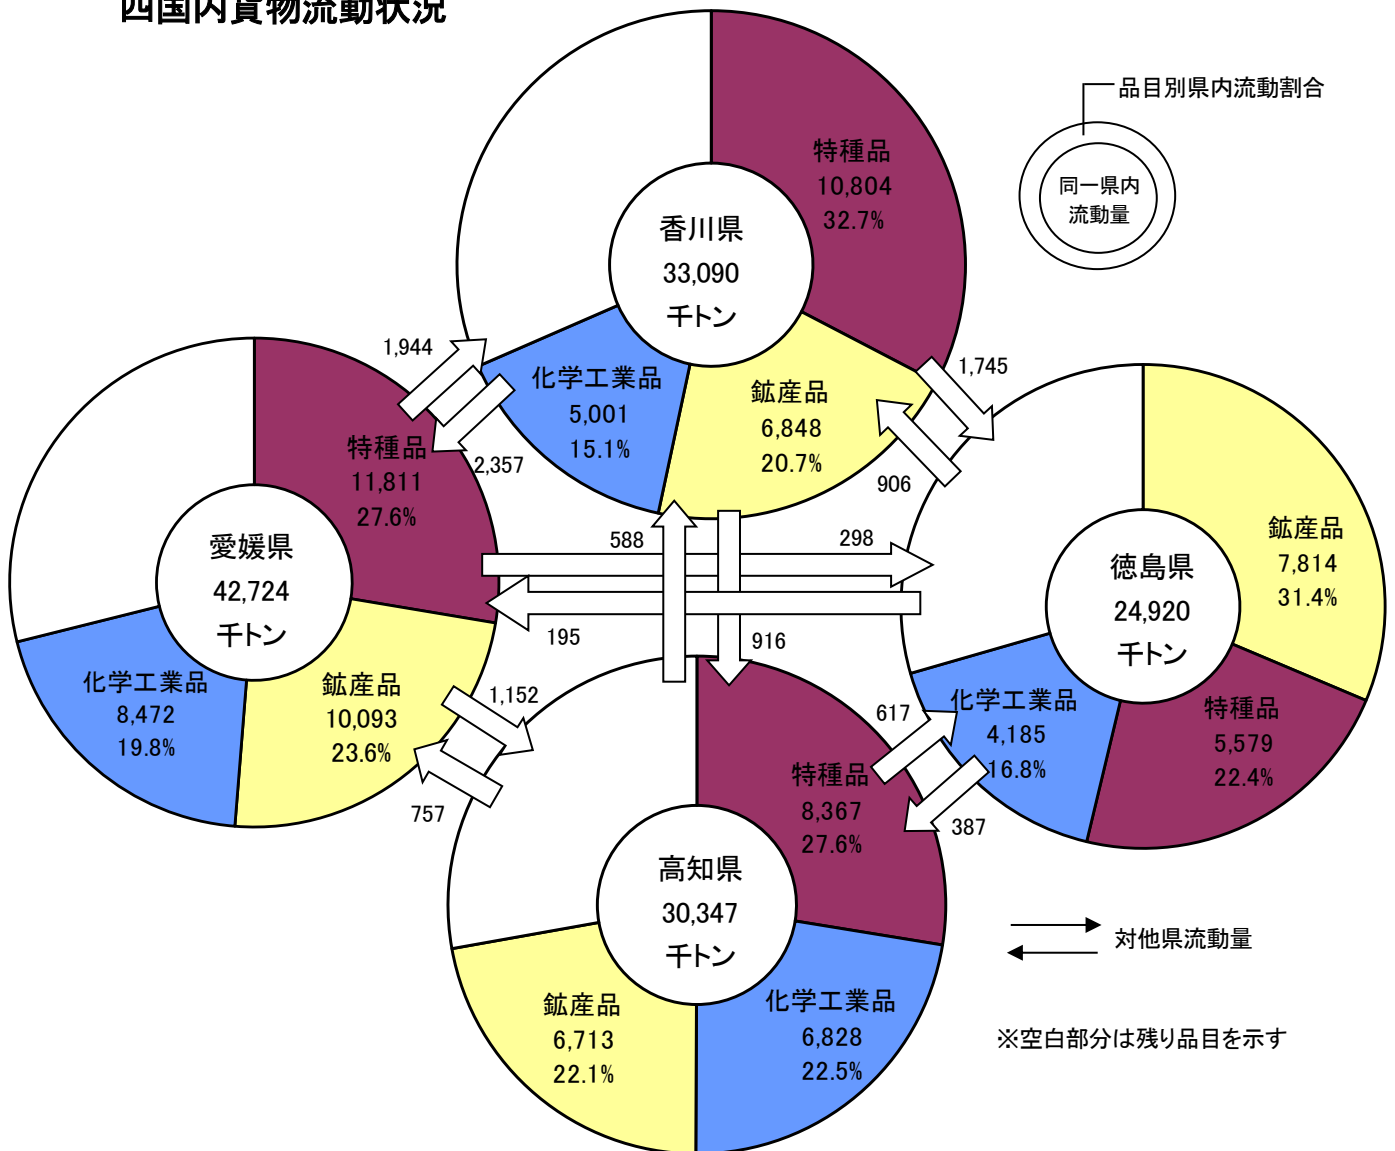 四国内貨物流動状況
品目別県内流動割合
同一県内
流動量
特種品
10,804
32.7%
香川県
33,090
千トン
化学工業品
5,001
15.1%
鉱産品
6,848
20.7%
1,944
2,357
1,745
906
特種品
11,811
27.6%
愛媛県
42,724
千トン
化学工業品
8,472
19.8%
鉱産品
10,093
23.6%
588
298
195
916
鉱産品
7,814
31.4%
徳島県
24,920
千トン
化学工業品
4,185
16.8%
特種品
5,579
22.4%
1,152
757
617
387
特種品
8,367
27.6%
高知県
30,347
千トン
鉱産品
6,713
22.1%
化学工業品
6,828
22.5%
対他県流動量
※空白部分は残り品目を示す